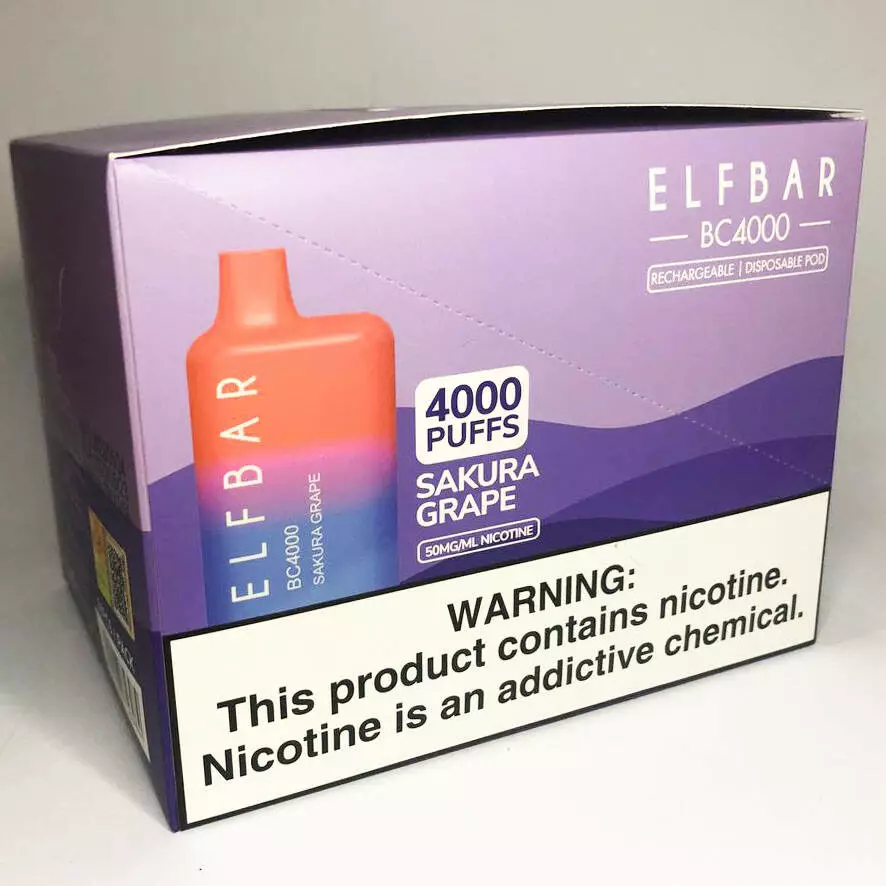 ELFBAR
BC4000
RECHARGEABLE | DISPOSABLE POD
4000
PUFFS
SAKURA
GRAPE
50MG/ML NICOTINE
ELFBAR
BC4000
SAKURA GRAPE
WARNING:
This product contains nicotine.
Nicotine is an addictive chemical.